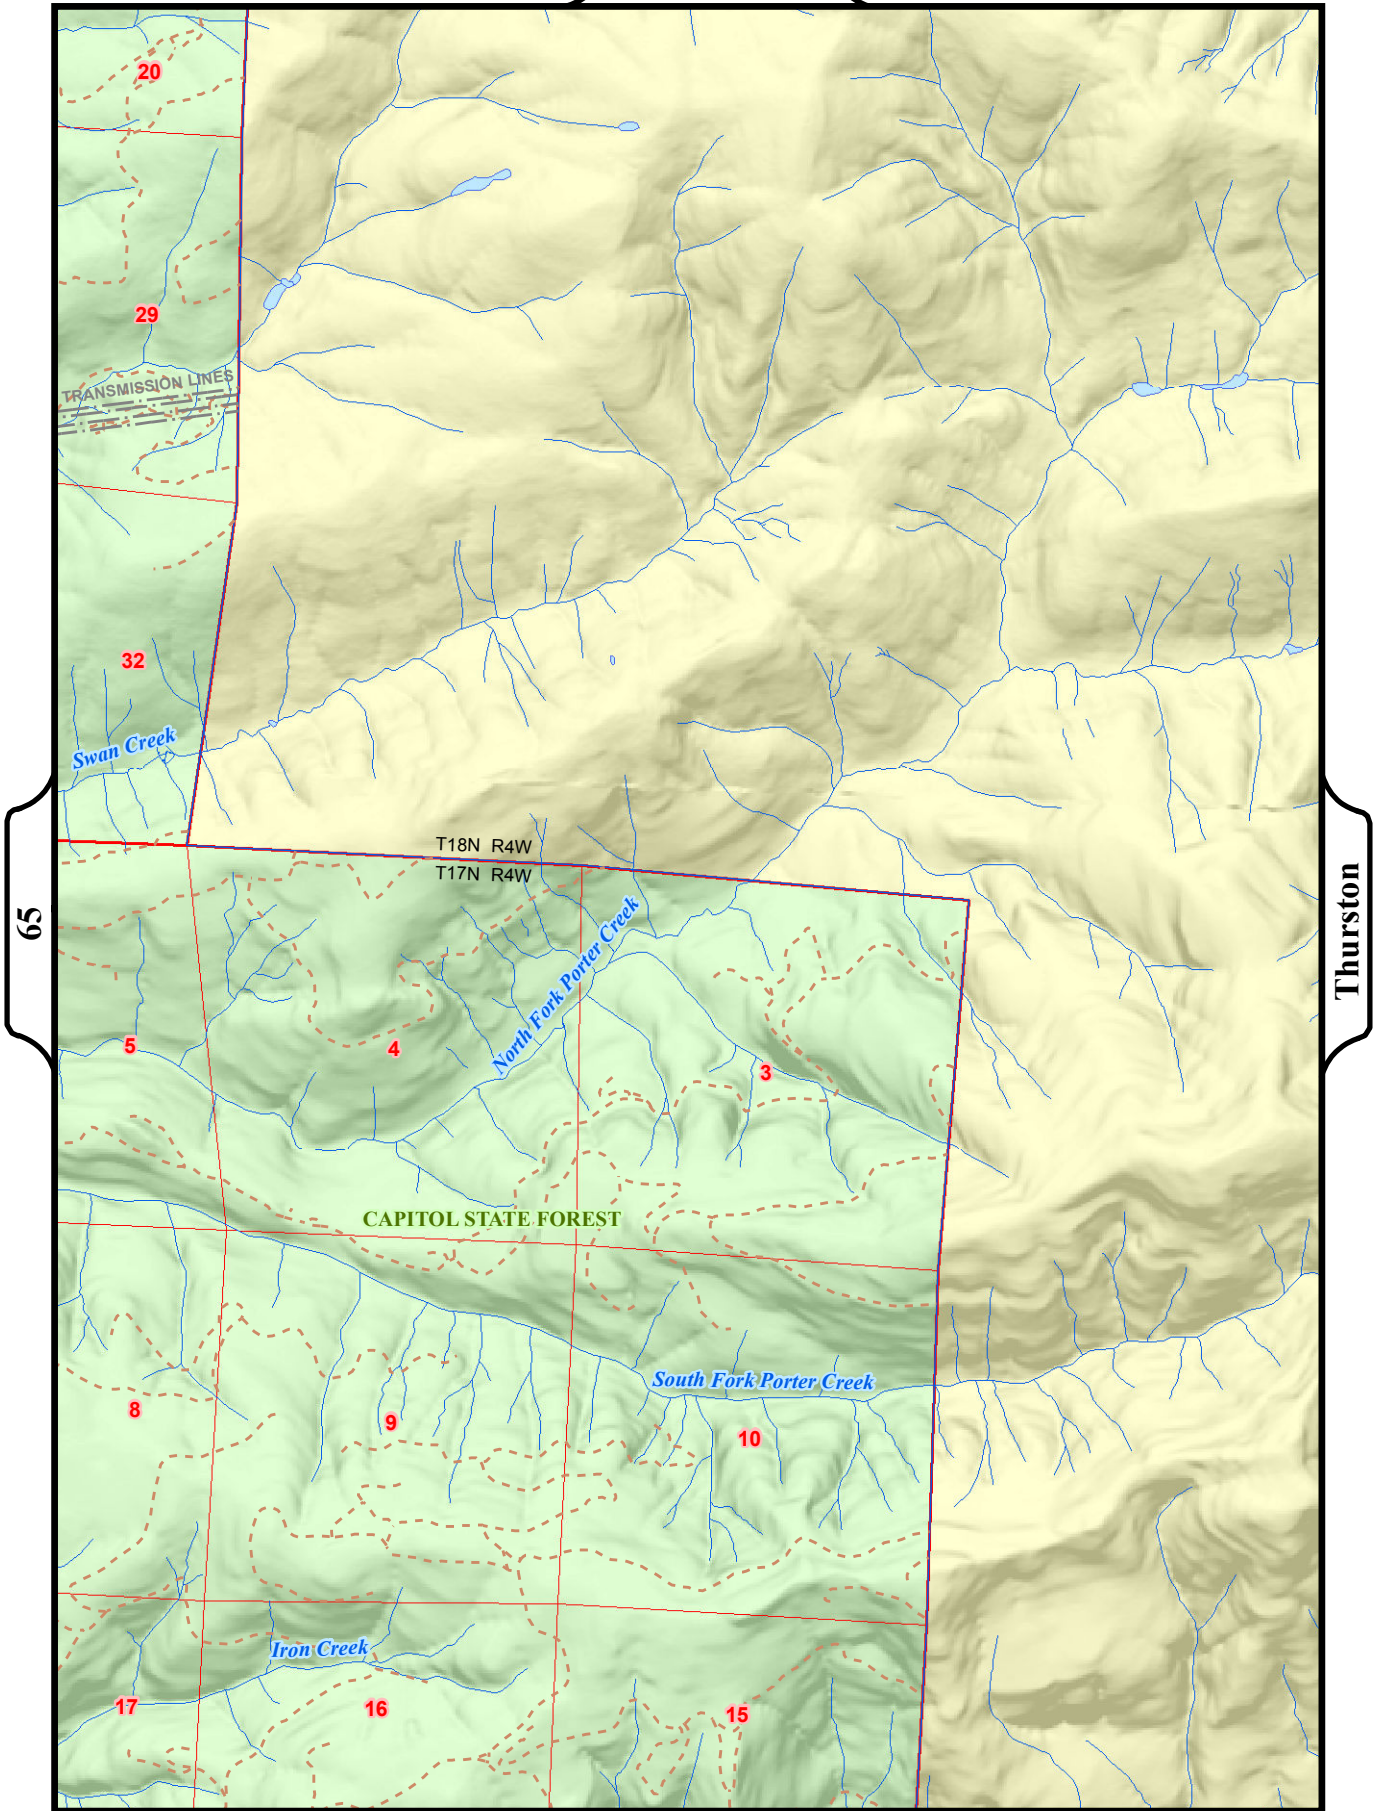 20
29
TRANSMISSION LINES
32
Swan Creek
T18N R4W
T17N R4W
65
Thurston
North Fork Porter Creek
5
4
3
CAPITOL STATE FOREST
South Fork Porter Creek
8
9
10
Iron Creek
17
16
15